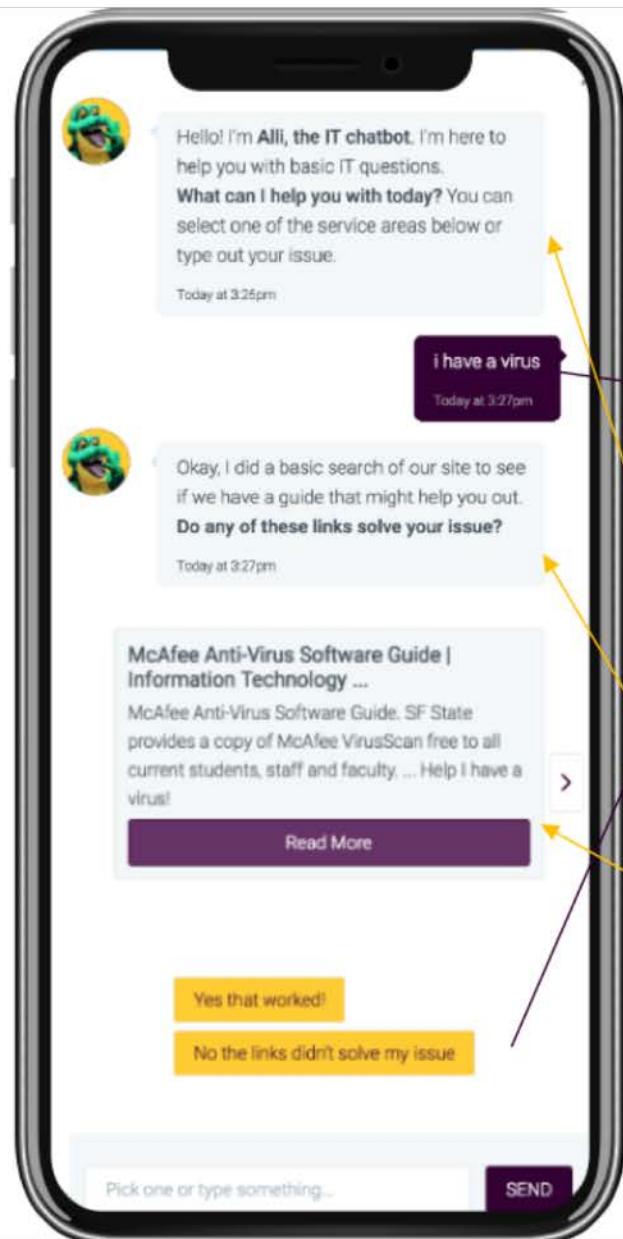 Hello! I'm Alli, the IT chatbot. I'm here to
help you with basic IT questions.
What can I help you with today? You can
select one of the service areas below or
type out your issue.
Today at 3:26pm
i have a virus
Today at 3:27pm
Okay, I did a basic search of our site to see
if we have a guide that might help you out.
Do any of these links solve your issue?
Today at 3:27pm
McAfee Anti-Virus Software Guide |
Information Technology ...
McAfee Anti-Virus Software Guide. SF State
provides a copy of McAfee VirusScan free to all
current students, staff and faculty. ... Help I have a
virus!
Read More
Yes that worked!
No the links didn't solve my issue
Pick one or type something...
SEND